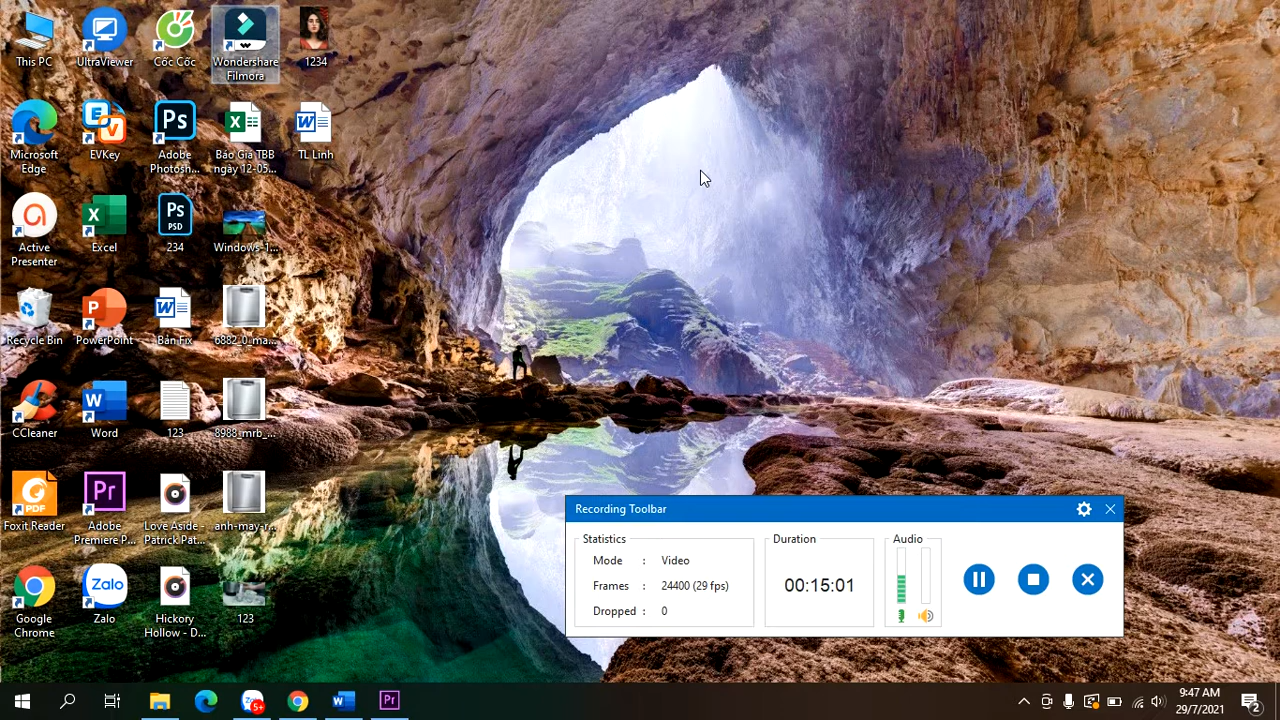 This PC
UltraViewer
Cốc Cốc
Wondershare
Filmora
1234
Microsoft
Edge
EVKey
Adobe
Photosh...
Báo Giá TBB
ngày 12-05...
TL Linh
Active
Presenter
Excel
234
Windows-1...
Recycle Bin
PowerPoint
Bản Fix
6882_0_ma...
CCleaner
Word
123
8988-mrb_...
Foxit Reader
Adobe
Premiere P...
Love Aside -
Patrick Pat...
anh-may-r...
Google
Chrome
Zalo
Hickory
Hollow - D...
123
Recording Toolbar
Statistics
Mode : Video
Frames : 24400 (29 fps)
Dropped : 0
Duration
00:15:01
Audio
9:47 AM
29/7/2021